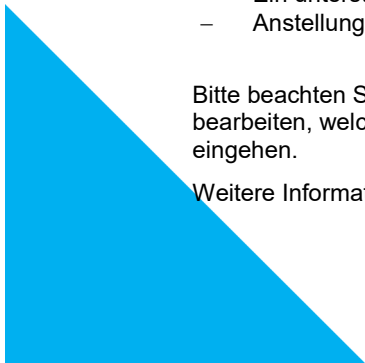 – Anstellung
Bitte beachten S
bearbeiten, welc
eingehen.
Weitere Informat